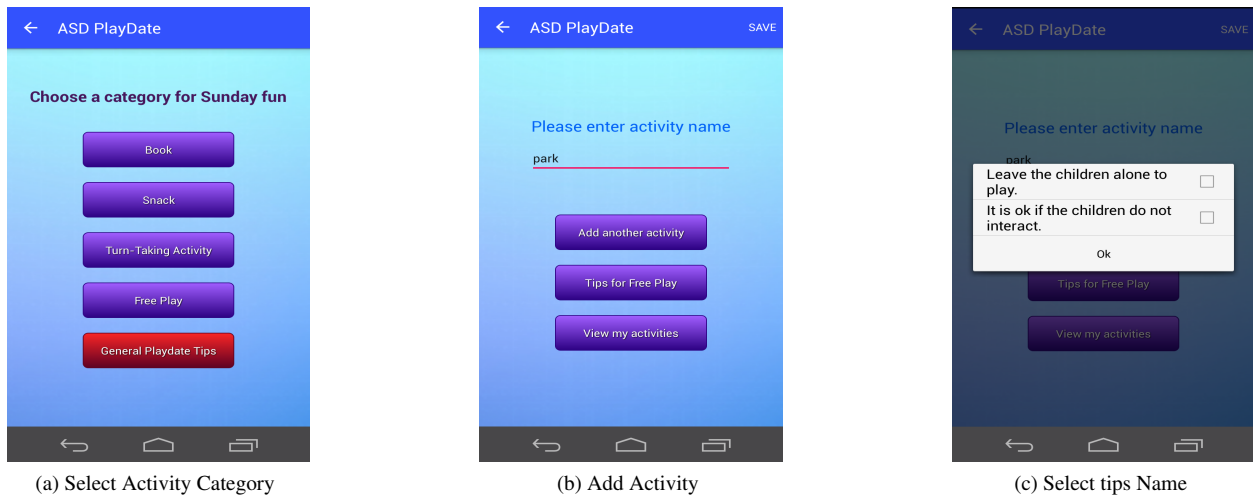 ASD PlayDate
Choose a category for Sunday fun
Book
Snack
Turn-Taking Activity
Free Play
General Playdate Tips
(a) Select Activity Category
ASD PlayDate SAVE
Please enter activity name
park
Add another activity
Tips for Free Play
View my activities
(b) Add Activity
ASD PlayDate SAVE
Please enter activity name
park
Leave the children alone to
play.
It is ok if the children do not
interact.
Ok
Tips for Free Play
View my activities
(c) Select tips Name